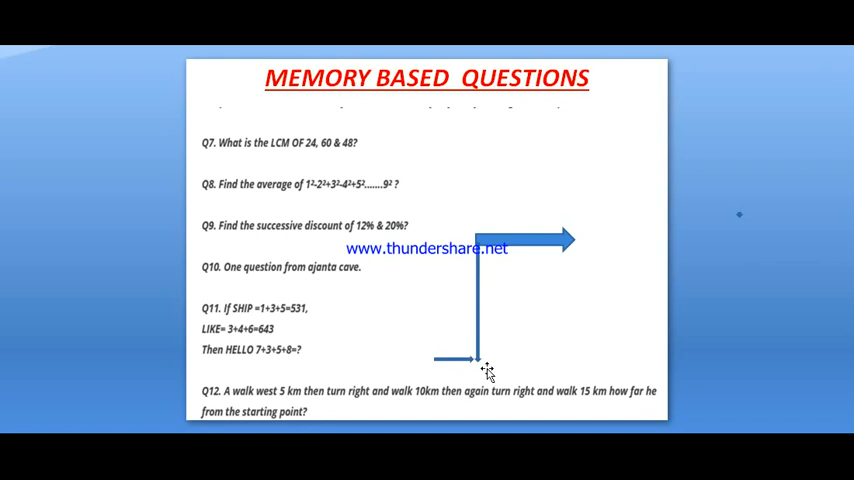 MEMORY BASED QUESTIONS
Q7. What is the LCM OF 24, 60 & 48?
Q8. Find the average of 1²-2²+3²-4²+5².......9² ?
Q9. Find the successive discount of 12% & 20%?
www.thundershare.net
Q10. One question from ajanta cave.
Q11. If SHIP =1+3+5=531,
LIKE= 3+4+6=643
Then HELLO 7+3+5+8=?
Q12. A walk west 5 km then turn right and walk 10km then again turn right and walk 15 km how far he
from the starting point?